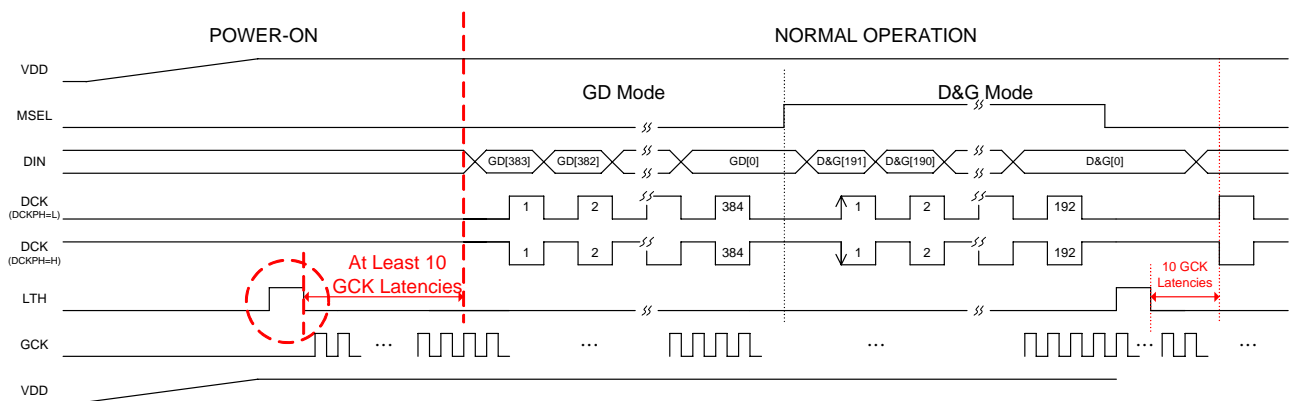 POWER-ON NORMAL OPERATION
VDD
GD Mode D&G Mode
MSEL
DIN GD[383] GD[382] GD[0] D&G[191] D&G[190] D&G[0]
DCK
(DCKPH=L)
1 2 384 1 2 192
DCK
(DCKPH=H)
1 2 384 1 2 192
At Least 10
GCK Latencies
10 GCK
Latencies
LTH
GCK ... ... ... ... ...
VDD